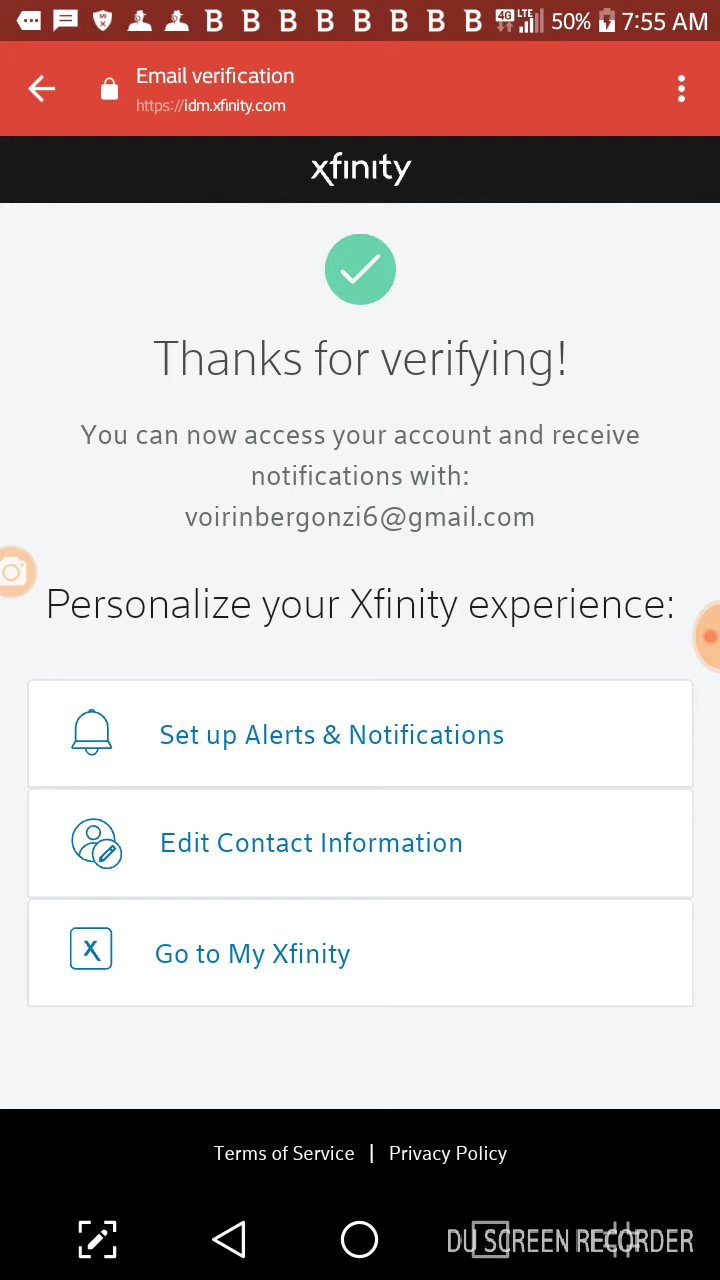 B B B B B B B B 4G LTE 50% 7:55 AM
Email verification
https://idm.xfinity.com
xfinity
Thanks for verifying!
You can now access your account and receive
notifications with:
voirinbergonzi6@gmail.com
Personalize your Xfinity experience:
Set up Alerts & Notifications
Edit Contact Information
X Go to My Xfinity
Terms of Service | Privacy Policy
DU SCREEN RECORDER